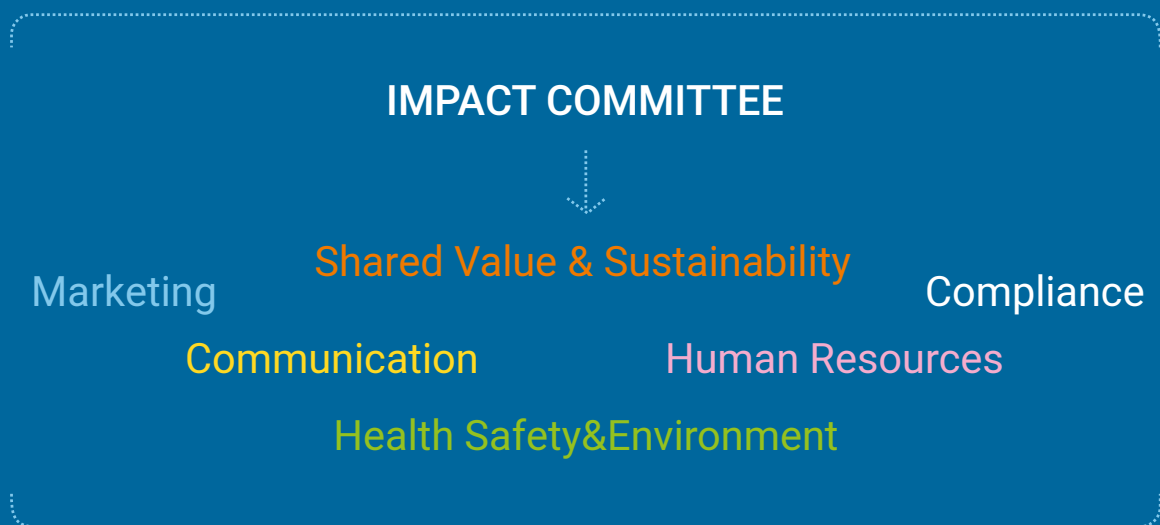 IMPACT COMMITTEE
Shared Value & Sustainability
Marketing
Compliance
Communication
Human Resources
Health Safety&Environment